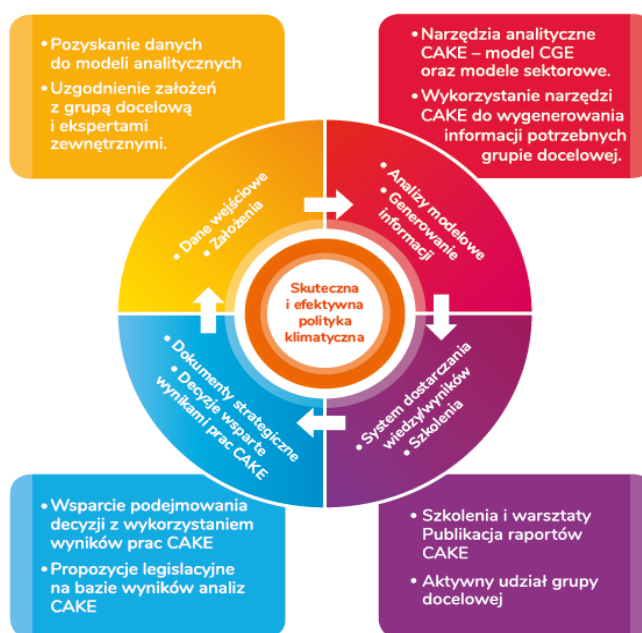 • Pozyskanie danych
do modeli analitycznych
• Uzgodnienie założeń
z grupą docelową
i ekspertami
zewnętrznymi.
• Narzędzia analityczne
CAKE – model CGE
oraz modele sektorowe.
• Wykorzystanie narzędzi
CAKE do wygenerowania
informacji potrzebnych
grupie docelowej.
• Dane wejściowe
• Założenia
• Analizy modelowe
• Generowanie
informacji
Skuteczna
i efektywna
polityka
klimatyczna
• Dokumenty strategiczne
• Decyzje wsparte
wynikami prac CAKE
• System dostarczania
wiedzy/wyników
• Szkolenia
• Wsparcie podejmowania
decyzji z wykorzystaniem
wyników prac CAKE
• Propozycje legislacyjne
na bazie wyników analiz
CAKE
• Szkolenia i warsztaty
Publikacja raportów
CAKE
• Aktywny udział grupy
docelowej